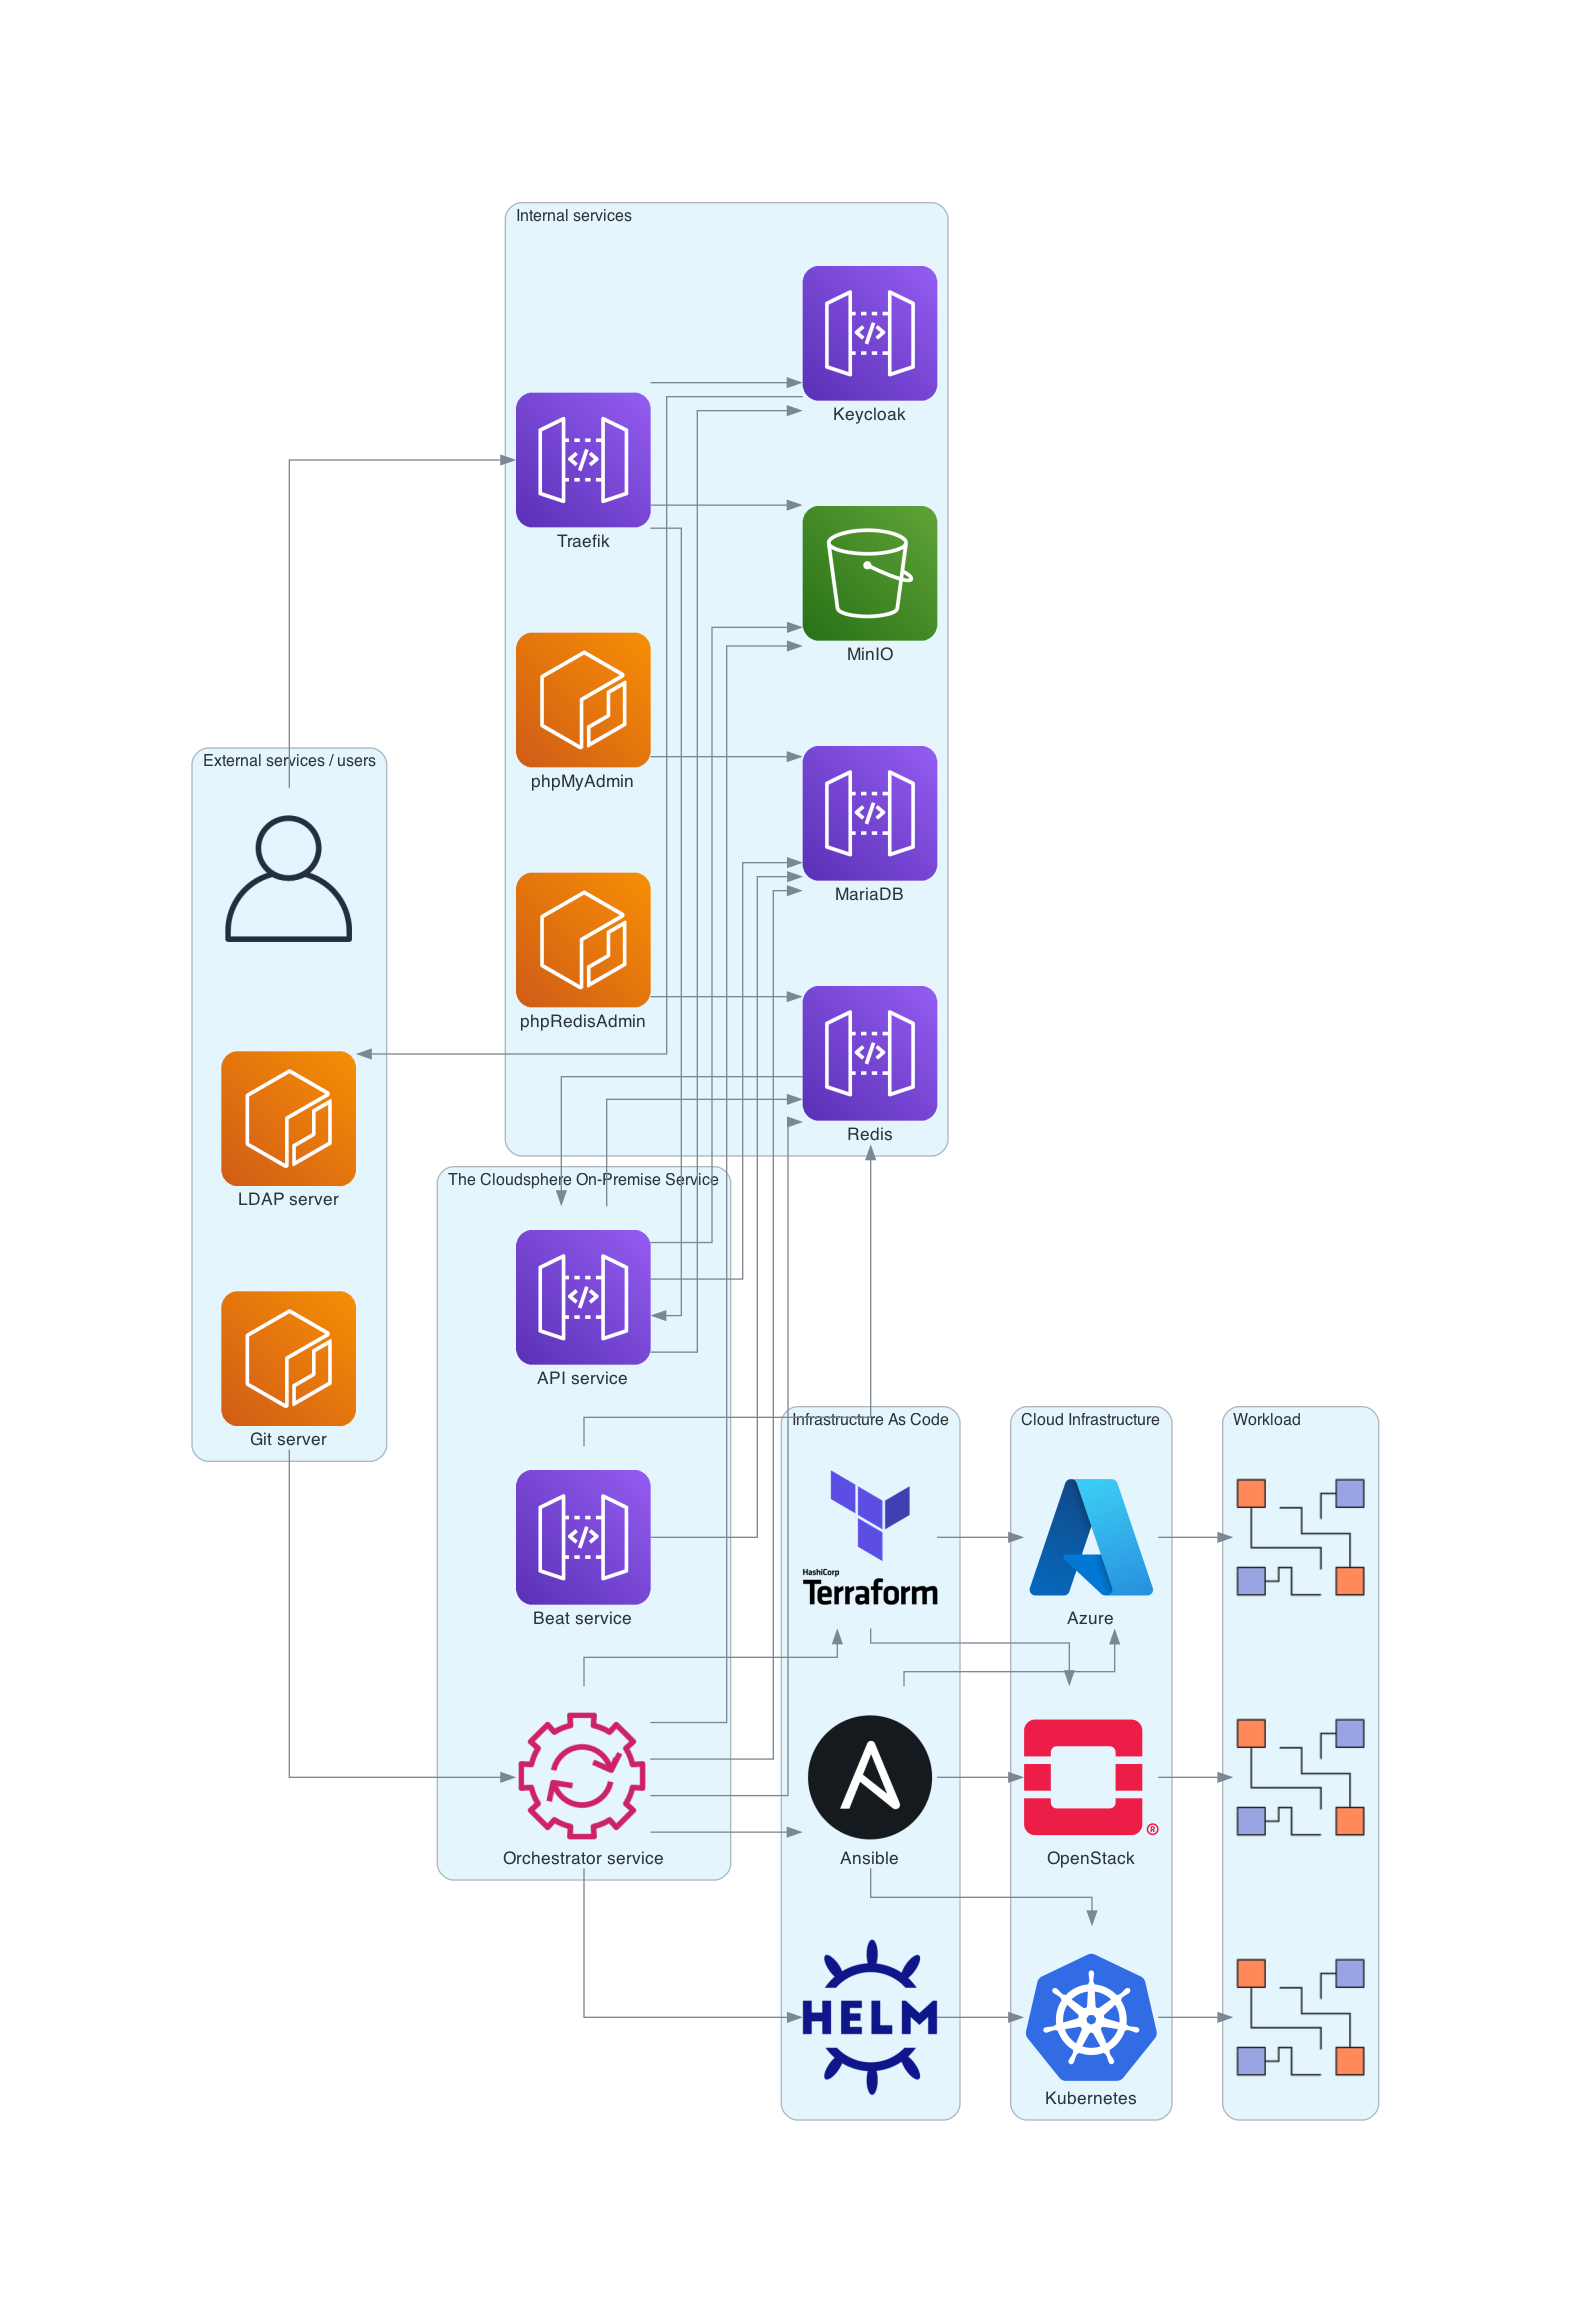 Internal services
Keycloak
Traefik
MinIO
phpMyAdmin
MariaDB
phpRedisAdmin
Redis
External services / users
LDAP server
Git server
The Cloudsphere On-Premise Service
API service
Beat service
Orchestrator service
Infrastructure As Code
HashiCorp
Terraform
Ansible
HELM
Cloud Infrastructure
Azure
OpenStack
®
Kubernetes
Workload